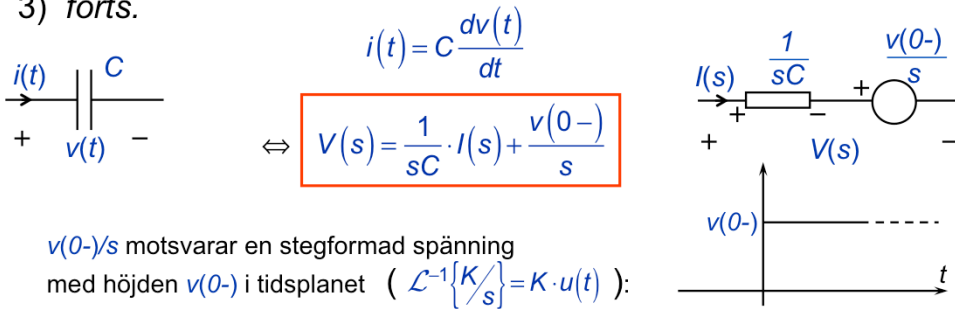 3) forts.
i(t) = C dv(t)/dt
i(t) C
+ v(t) −
⇔ V(s) = 1/sC · I(s) + v(0−)/s
1/sC v(0-)/s
I(s) + − +
+ V(s) −
v(0-)
t
v(0-)/s motsvarar en stegformad spänning
med höjden v(0-) i tidsplanet ( ℒ⁻¹{K/s} = K·u(t) ):